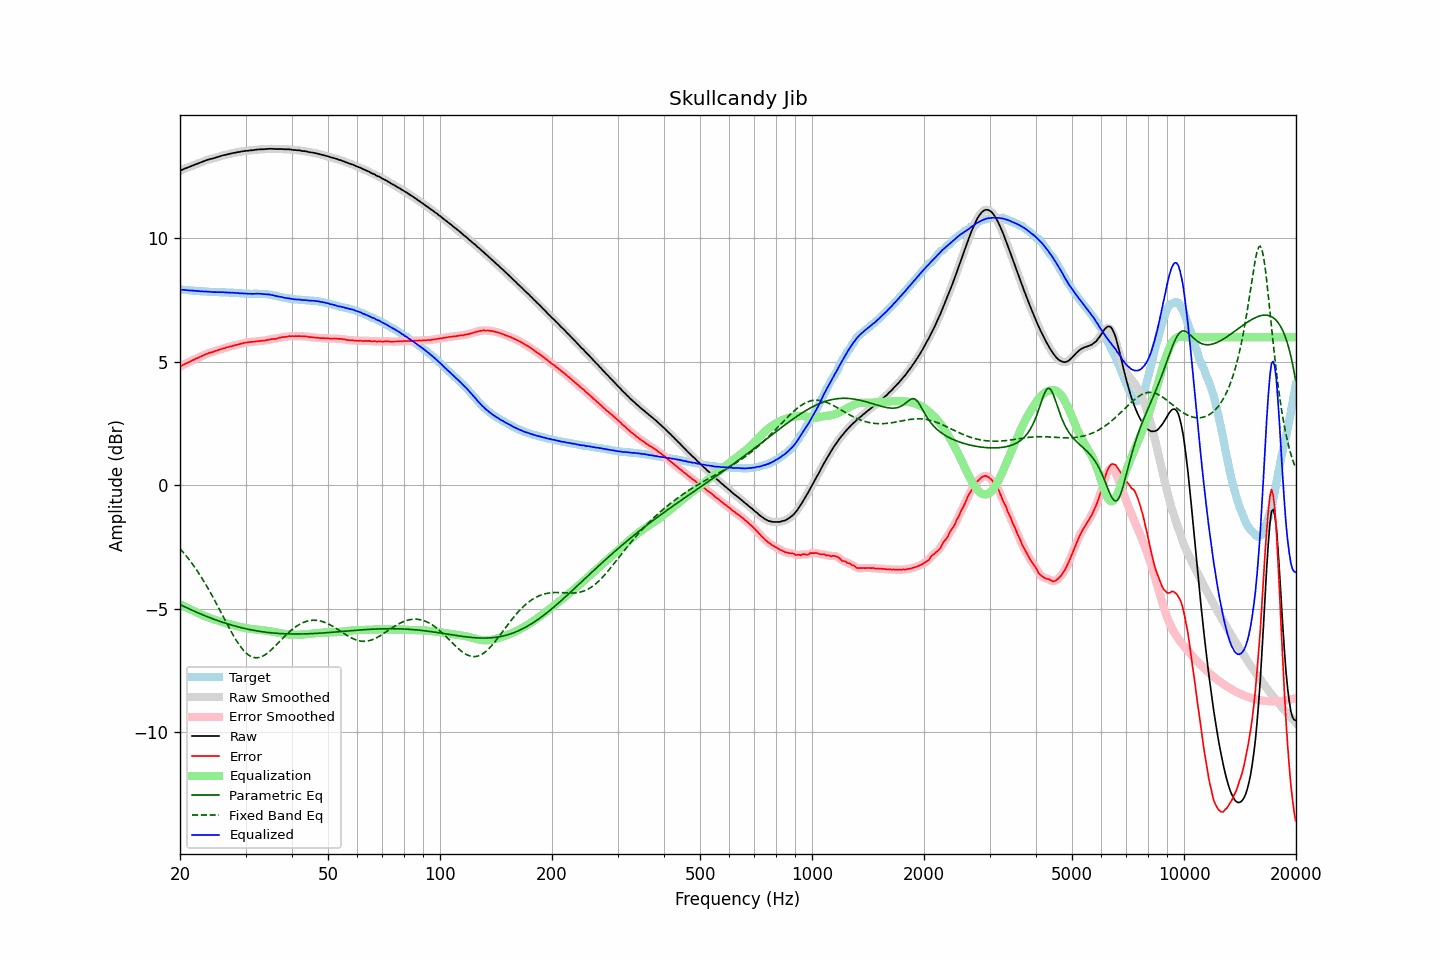 Skullcandy Jib
Amplitude (dBr)
10
5
0
−5
−10
Target
Raw Smoothed
Error Smoothed
Raw
Error
Equalization
Parametric Eq
Fixed Band Eq
Equalized
20 50 100 200 500 1000 2000 5000 10000 20000
Frequency (Hz)